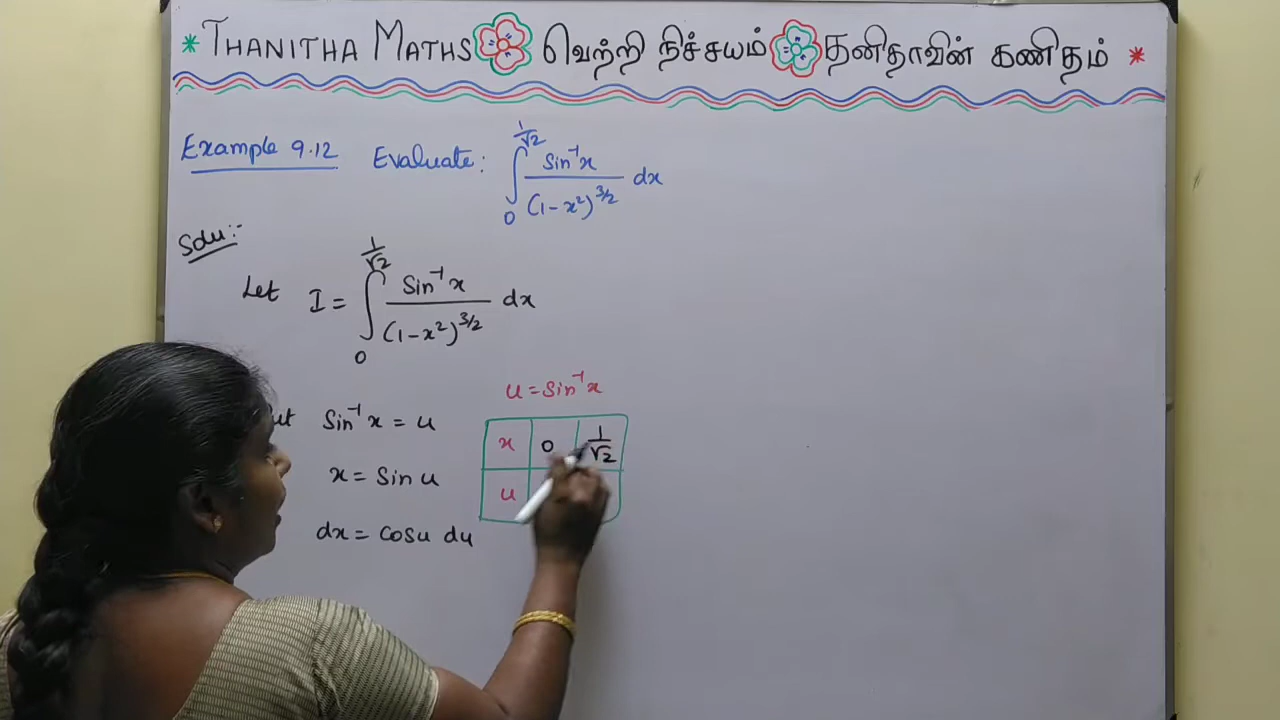 * THANITHA MATHS வெற்றி நிச்சயம் தனிதாவின் கணிதம் *
Example 9.12 Evaluate: ∫₀^{1/√2} Sin⁻¹x / (1-x²)^{3/2} dx
Solu:-
Let I = ∫₀^{1/√2} Sin⁻¹x / (1-x²)^{3/2} dx
Sin⁻¹x = u
x = Sin u
dx = cosu du
u = Sin⁻¹x
x 0 1/√2
u